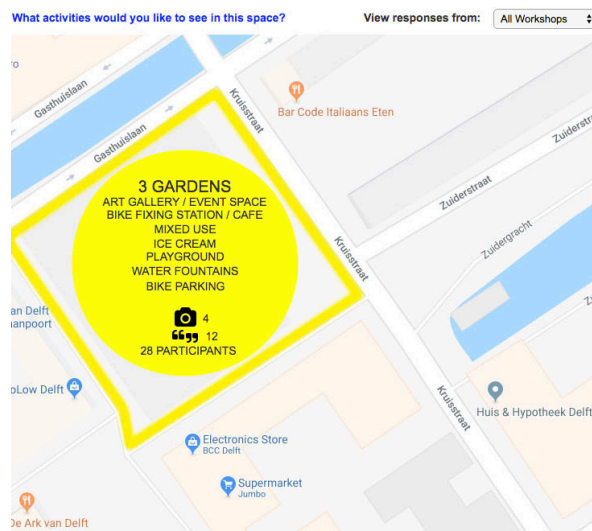 What activities would you like to see in this space?
View responses from:
All Workshops
ro
Gasthuislaan
Gasthuislaan
Kruisstraat
Bar Code Italiaans Eten
Zuiderstraat
Zuiderstraat
Zuidergracht
Kruisstraat
3 GARDENS
ART GALLERY / EVENT SPACE
BIKE FIXING STATION / CAFE
MIXED USE
ICE CREAM
PLAYGROUND
WATER FOUNTAINS
BIKE PARKING
4
12
28 PARTICIPANTS
an Delft
anpoort
oLow Delft
Kruisstraat
Huis & Hypotheek Delft
Electronics Store
BCC Delft
Supermarket
Jumbo
De Ark van Delft